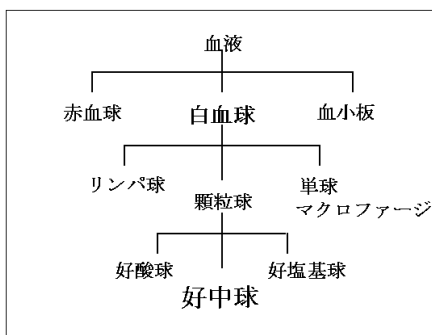 血液
赤血球 白血球 血小板
リンパ球 顆粒球 単球
マクロファージ
好酸球 好塩基球
好中球